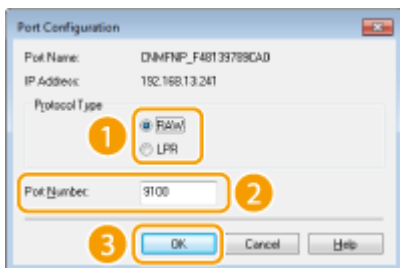 Port Configuration
Port Name: CNMFNP_F48139789CAD
IP Address: 192.168.13.241
Protocol Type
1
RAW
LPR
Port Number: 9100
2
3
OK Cancel Help